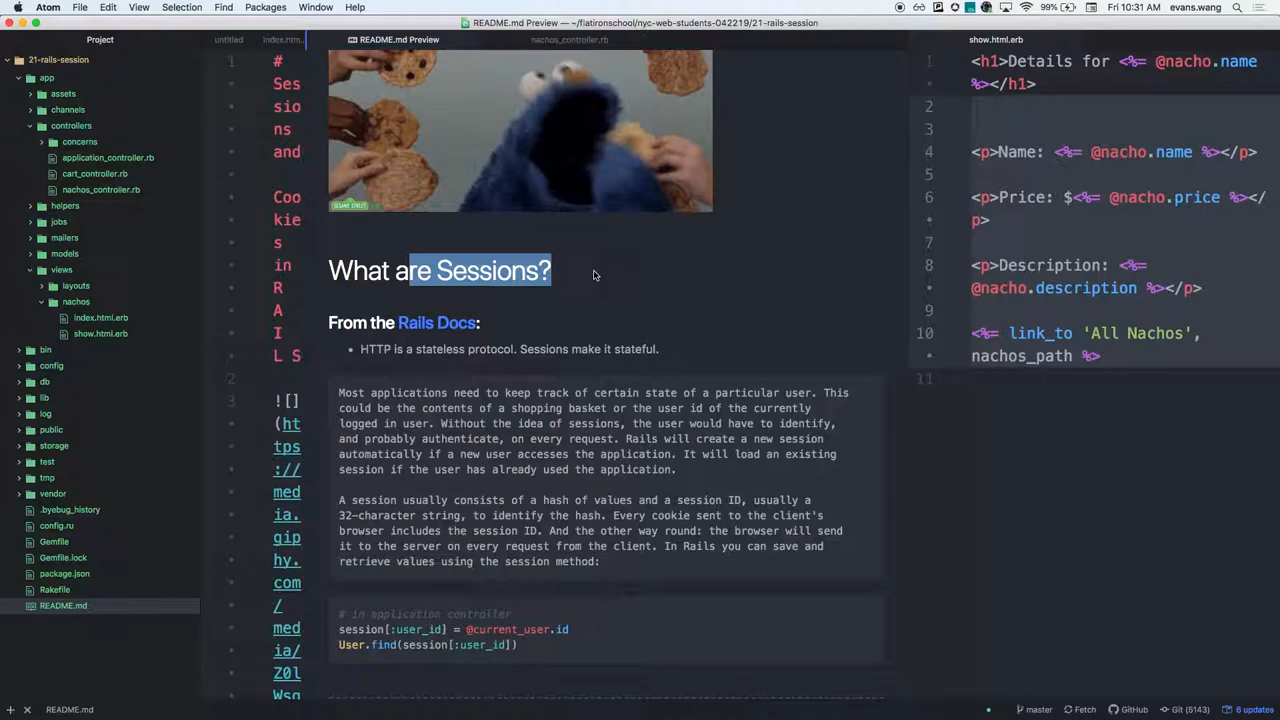 Atom File Edit View Selection Find Packages Window Help
99% Fri 10:31 AM evans.wang
README.md Preview — ~/flatironschool/nyc-web-students-042219/21-rails-session
Project
untitled
index.htm.
README.md Preview
nachos_controller.rb
show.html.erb
21-rails-session
app
assets
channels
controllers
concerns
application_controller.rb
cart_controller.rb
nachos_controller.rb
helpers
jobs
mailers
models
views
layouts
nachos
index.html.erb
show.html.erb
bin
config
db
lib
log
public
storage
test
tmp
vendor
.byebug_history
config.ru
Gemfile
Gemfile.lock
package.json
Rakefile
README.md
1 #
Ses
sio
ns
and
Coo
kie
s
in
R
A
I
L S
2
3 ![]
(ht
tps
://
med
ia.
gip
hy.
com
/
med
ia/
Z0l
Wsq
SESAME STREET
What are Sessions?
From the Rails Docs:
• HTTP is a stateless protocol. Sessions make it stateful.
Most applications need to keep track of certain state of a particular user. This
could be the contents of a shopping basket or the user id of the currently
logged in user. Without the idea of sessions, the user would have to identify,
and probably authenticate, on every request. Rails will create a new session
automatically if a new user accesses the application. It will load an existing
session if the user has already used the application.
A session usually consists of a hash of values and a session ID, usually a
32-character string, to identify the hash. Every cookie sent to the client's
browser includes the session ID. And the other way round: the browser will send
it to the server on every request from the client. In Rails you can save and
retrieve values using the session method:
# in application controller
session[:user_id] = @current_user.id
User.find(session[:user_id])
1 <h1>Details for <%= @nacho.name
%></h1>
2
3
4 <p>Name: <%= @nacho.name %></p>
5
6 <p>Price: $<%= @nacho.price %></
p>
7
8 <p>Description: <%=
@nacho.description %></p>
9
10 <%= link_to 'All Nachos',
nachos_path %>
11
README.md
master Fetch GitHub Git (5143) 6 updates